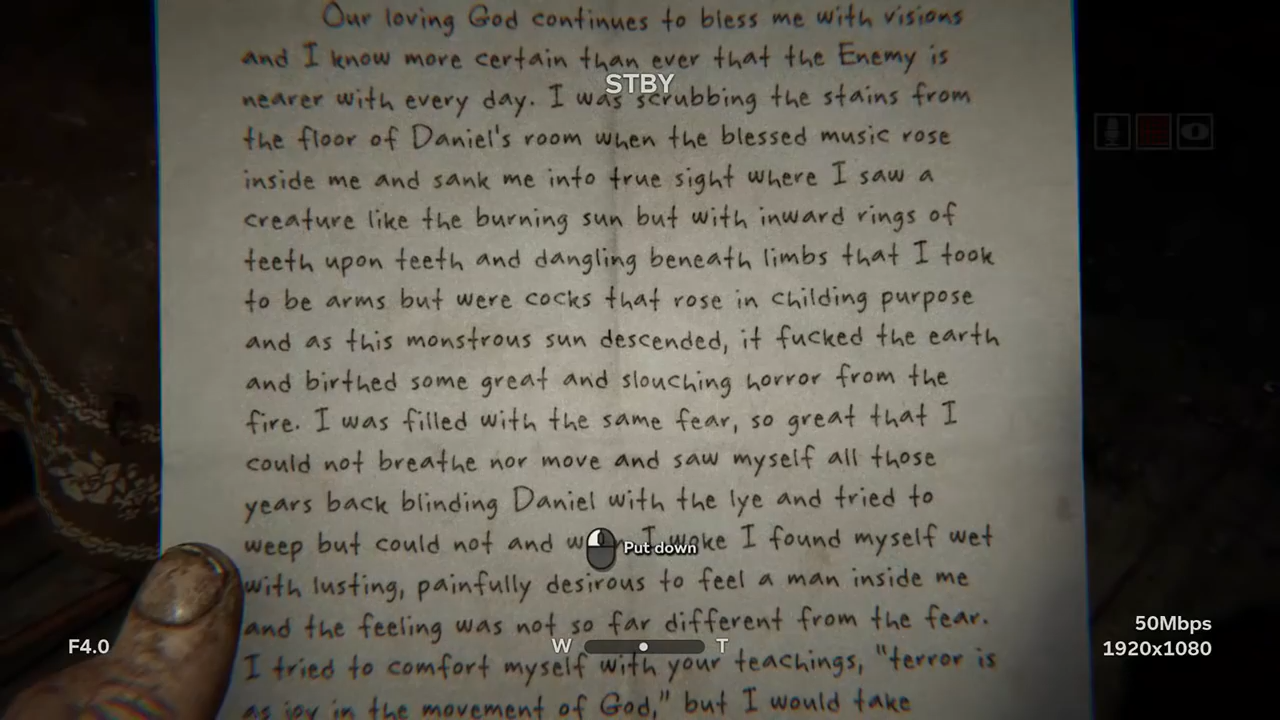 Our loving God continues to bless me with visions
and I know more certain than ever that the Enemy is
STBY
nearer with every day. I was scrubbing the stains from
the floor of Daniel's room when the blessed music rose
inside me and sank me into true sight where I saw a
creature like the burning sun but with inward rings of
teeth upon teeth and dangling beneath limbs that I took
to be arms but were cocks that rose in childing purpose
and as this monstrous sun descended, it fucked the earth
and birthed some great and slouching horror from the
fire. I was filled with the same fear, so great that I
could not breathe nor move and saw myself all those
years back blinding Daniel with the lye and tried to
weep but could not and I woke I found myself wet
Put down
with lusting, painfully desirous to feel a man inside me
and the feeling was not so far different from the fear.
F4.0
W
T
50Mbps
1920x1080
I tried to comfort myself with your teachings, "terror is
as joy in the movement of God," but I would take